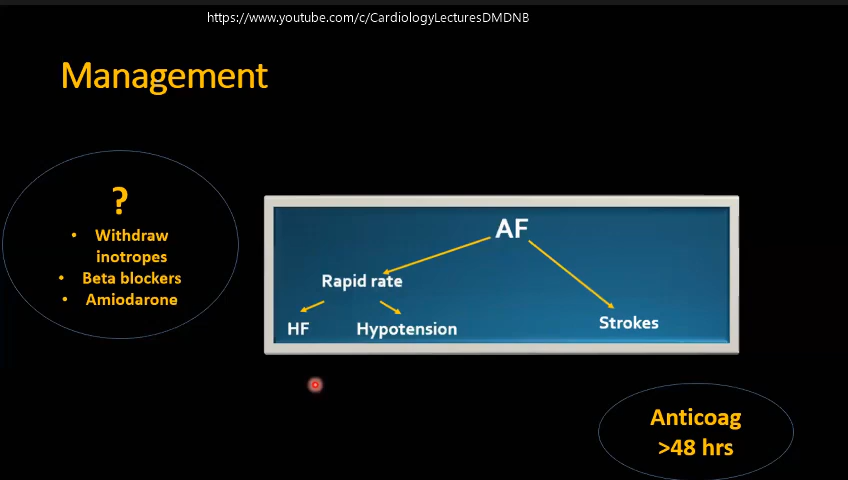 https://www.youtube.com/c/CardiologyLecturesDMDNB
Management
?
• Withdraw
inotropes
• Beta blockers
• Amiodarone
AF
Rapid rate
HF
Hypotension
Strokes
Anticoag
>48 hrs